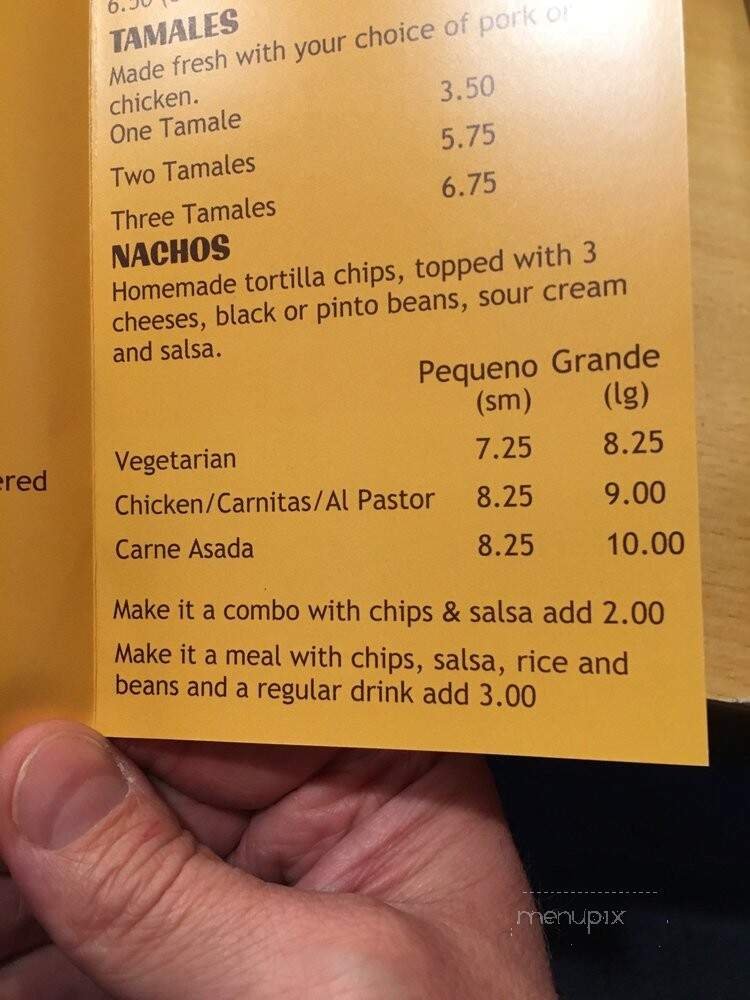 6.50
TAMALES
Made fresh with your choice of pork or
chicken.
One Tamale 3.50
Two Tamales 5.75
Three Tamales 6.75
NACHOS
Homemade tortilla chips, topped with 3
cheeses, black or pinto beans, sour cream
and salsa.
Pequeno Grande
(sm) (lg)
Vegetarian 7.25 8.25
Chicken/Carnitas/Al Pastor 8.25 9.00
Carne Asada 8.25 10.00
Make it a combo with chips & salsa add 2.00
Make it a meal with chips, salsa, rice and
beans and a regular drink add 3.00
ered
menupix